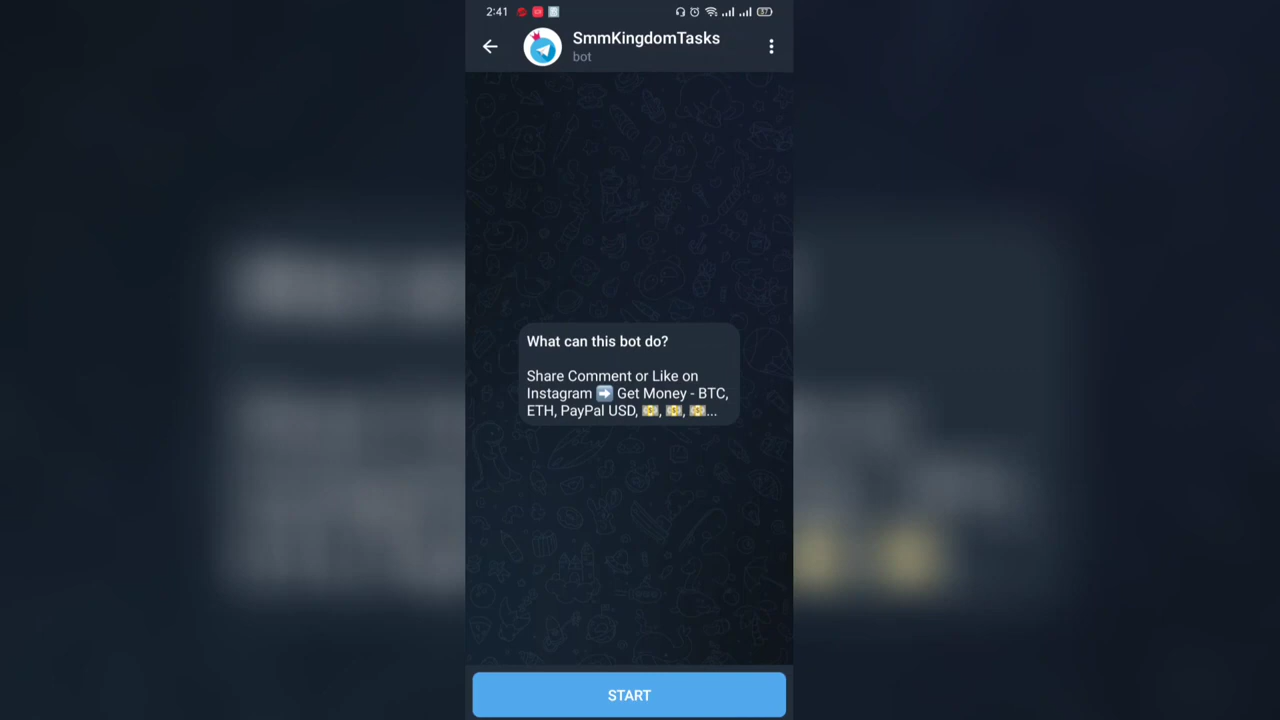 2:41
87
SmmKingdomTasks
bot
What can this bot do?
Share Comment or Like on
Instagram ➡️ Get Money - BTC,
ETH, PayPal USD, 💵, 💵, 💵...
START